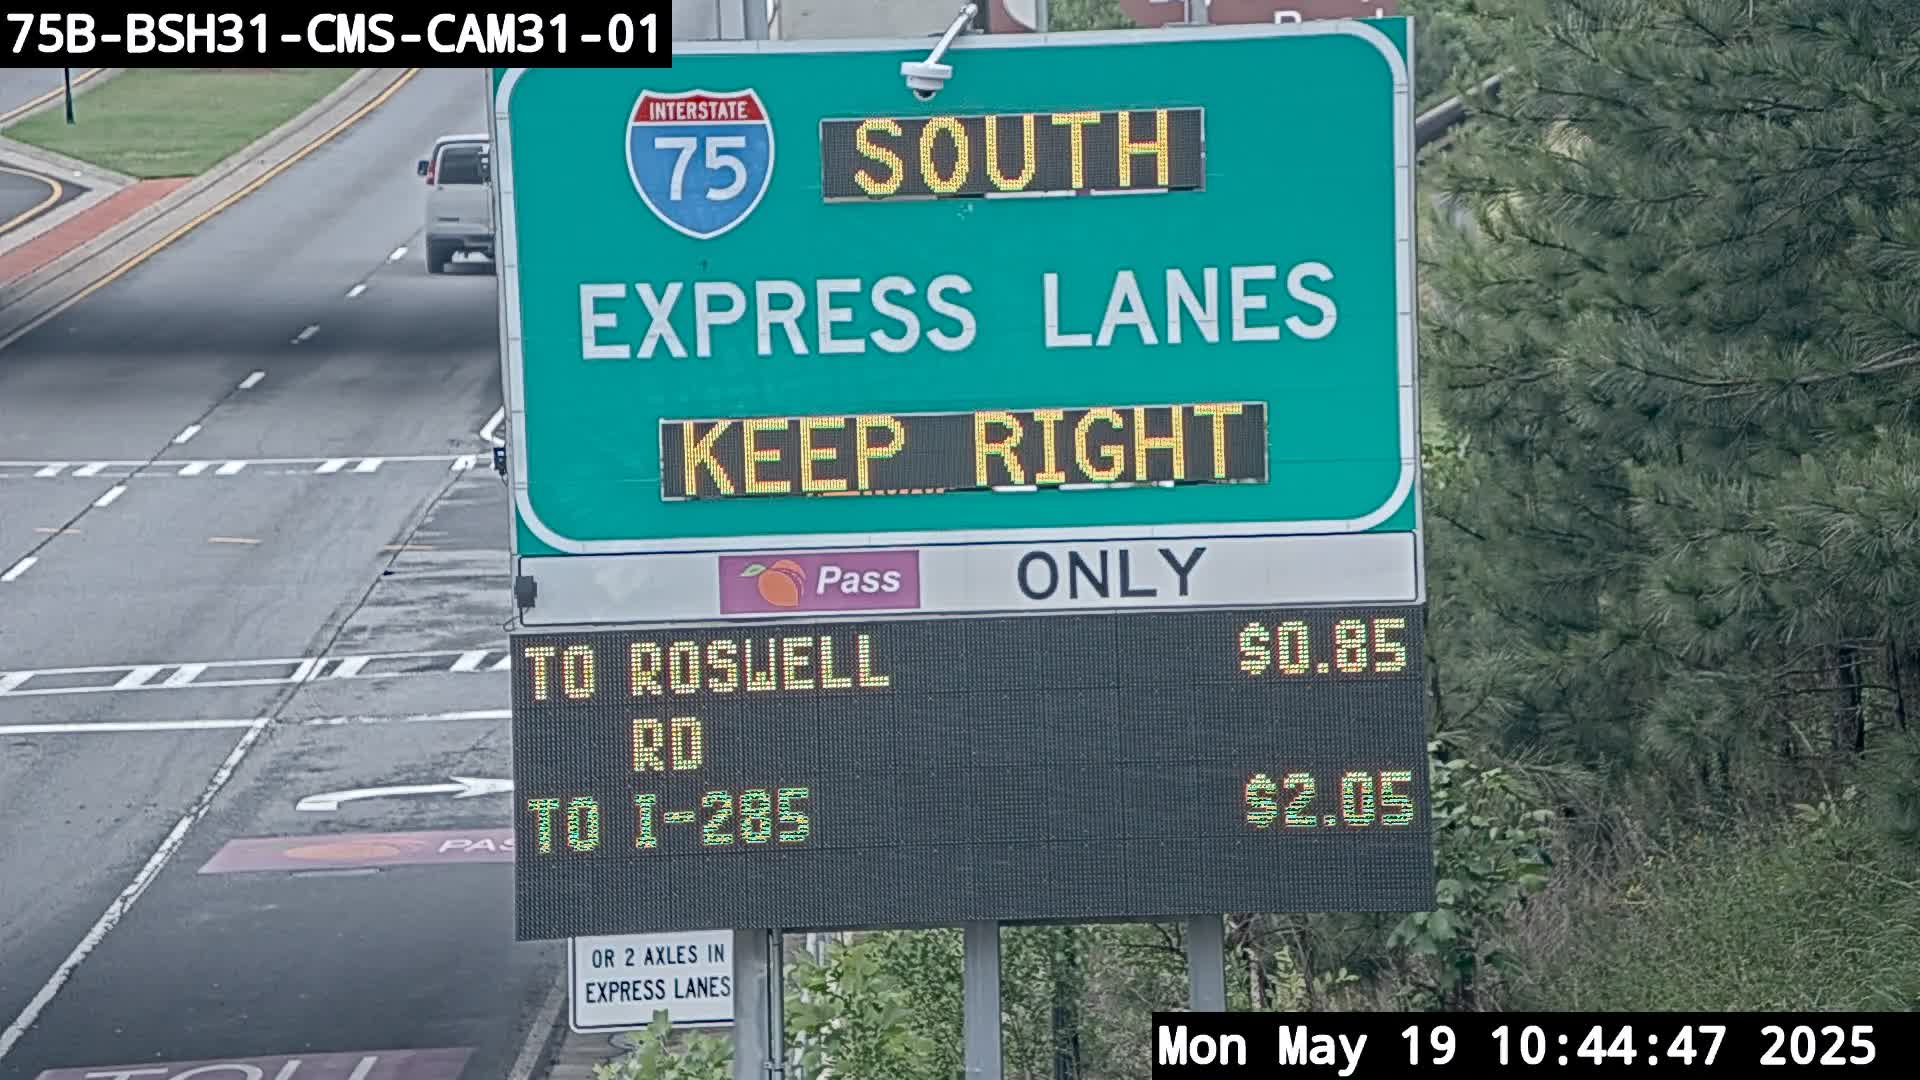 75B-BSH31-CMS-CAM31-01
INTERSTATE
75
SOUTH
EXPRESS LANES
KEEP RIGHT
Pass ONLY
TO ROSWELL $0.85
RD
TO I-285 $2.05
OR 2 AXLES IN
EXPRESS LANES
TOLL
Mon May 19 10:44:47 2025